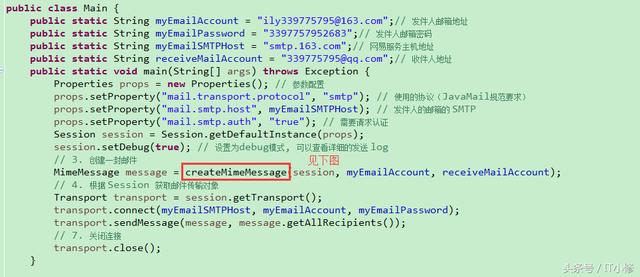 public class Main {
public static String myEmailAccount = "ily339775795@163.com";// 发件人邮箱地址
public static String myEmailPassword = "3397757952683";// 发件人邮箱密码
public static String myEmailSMTPHost = "smtp.163.com";// 网易服务主机地址
public static String receiveMailAccount = "339775795@qq.com";// 收件人地址
public static void main(String[] args) throws Exception {
Properties props = new Properties(); // 参数配置
props.setProperty("mail.transport.protocol", "smtp"); // 使用的协议（JavaMail规范要求）
props.setProperty("mail.smtp.host", myEmailSMTPHost); // 发件人的邮箱的 SMTP
props.setProperty("mail.smtp.auth", "true"); // 需要请求认证
Session session = Session.getDefaultInstance(props);
session.setDebug(true); // 设置为debug模式, 可以查看详细的发送 log
// 3. 创建一封邮件
见下图
MimeMessage message = createMimeMessage(session, myEmailAccount, receiveMailAccount);
// 4. 根据 Session 获取邮件传输对象
Transport transport = session.getTransport();
transport.connect(myEmailSMTPHost, myEmailAccount, myEmailPassword);
transport.sendMessage(message, message.getAllRecipients());
// 7. 关闭连接
transport.close();
}
头条号 / IT小修